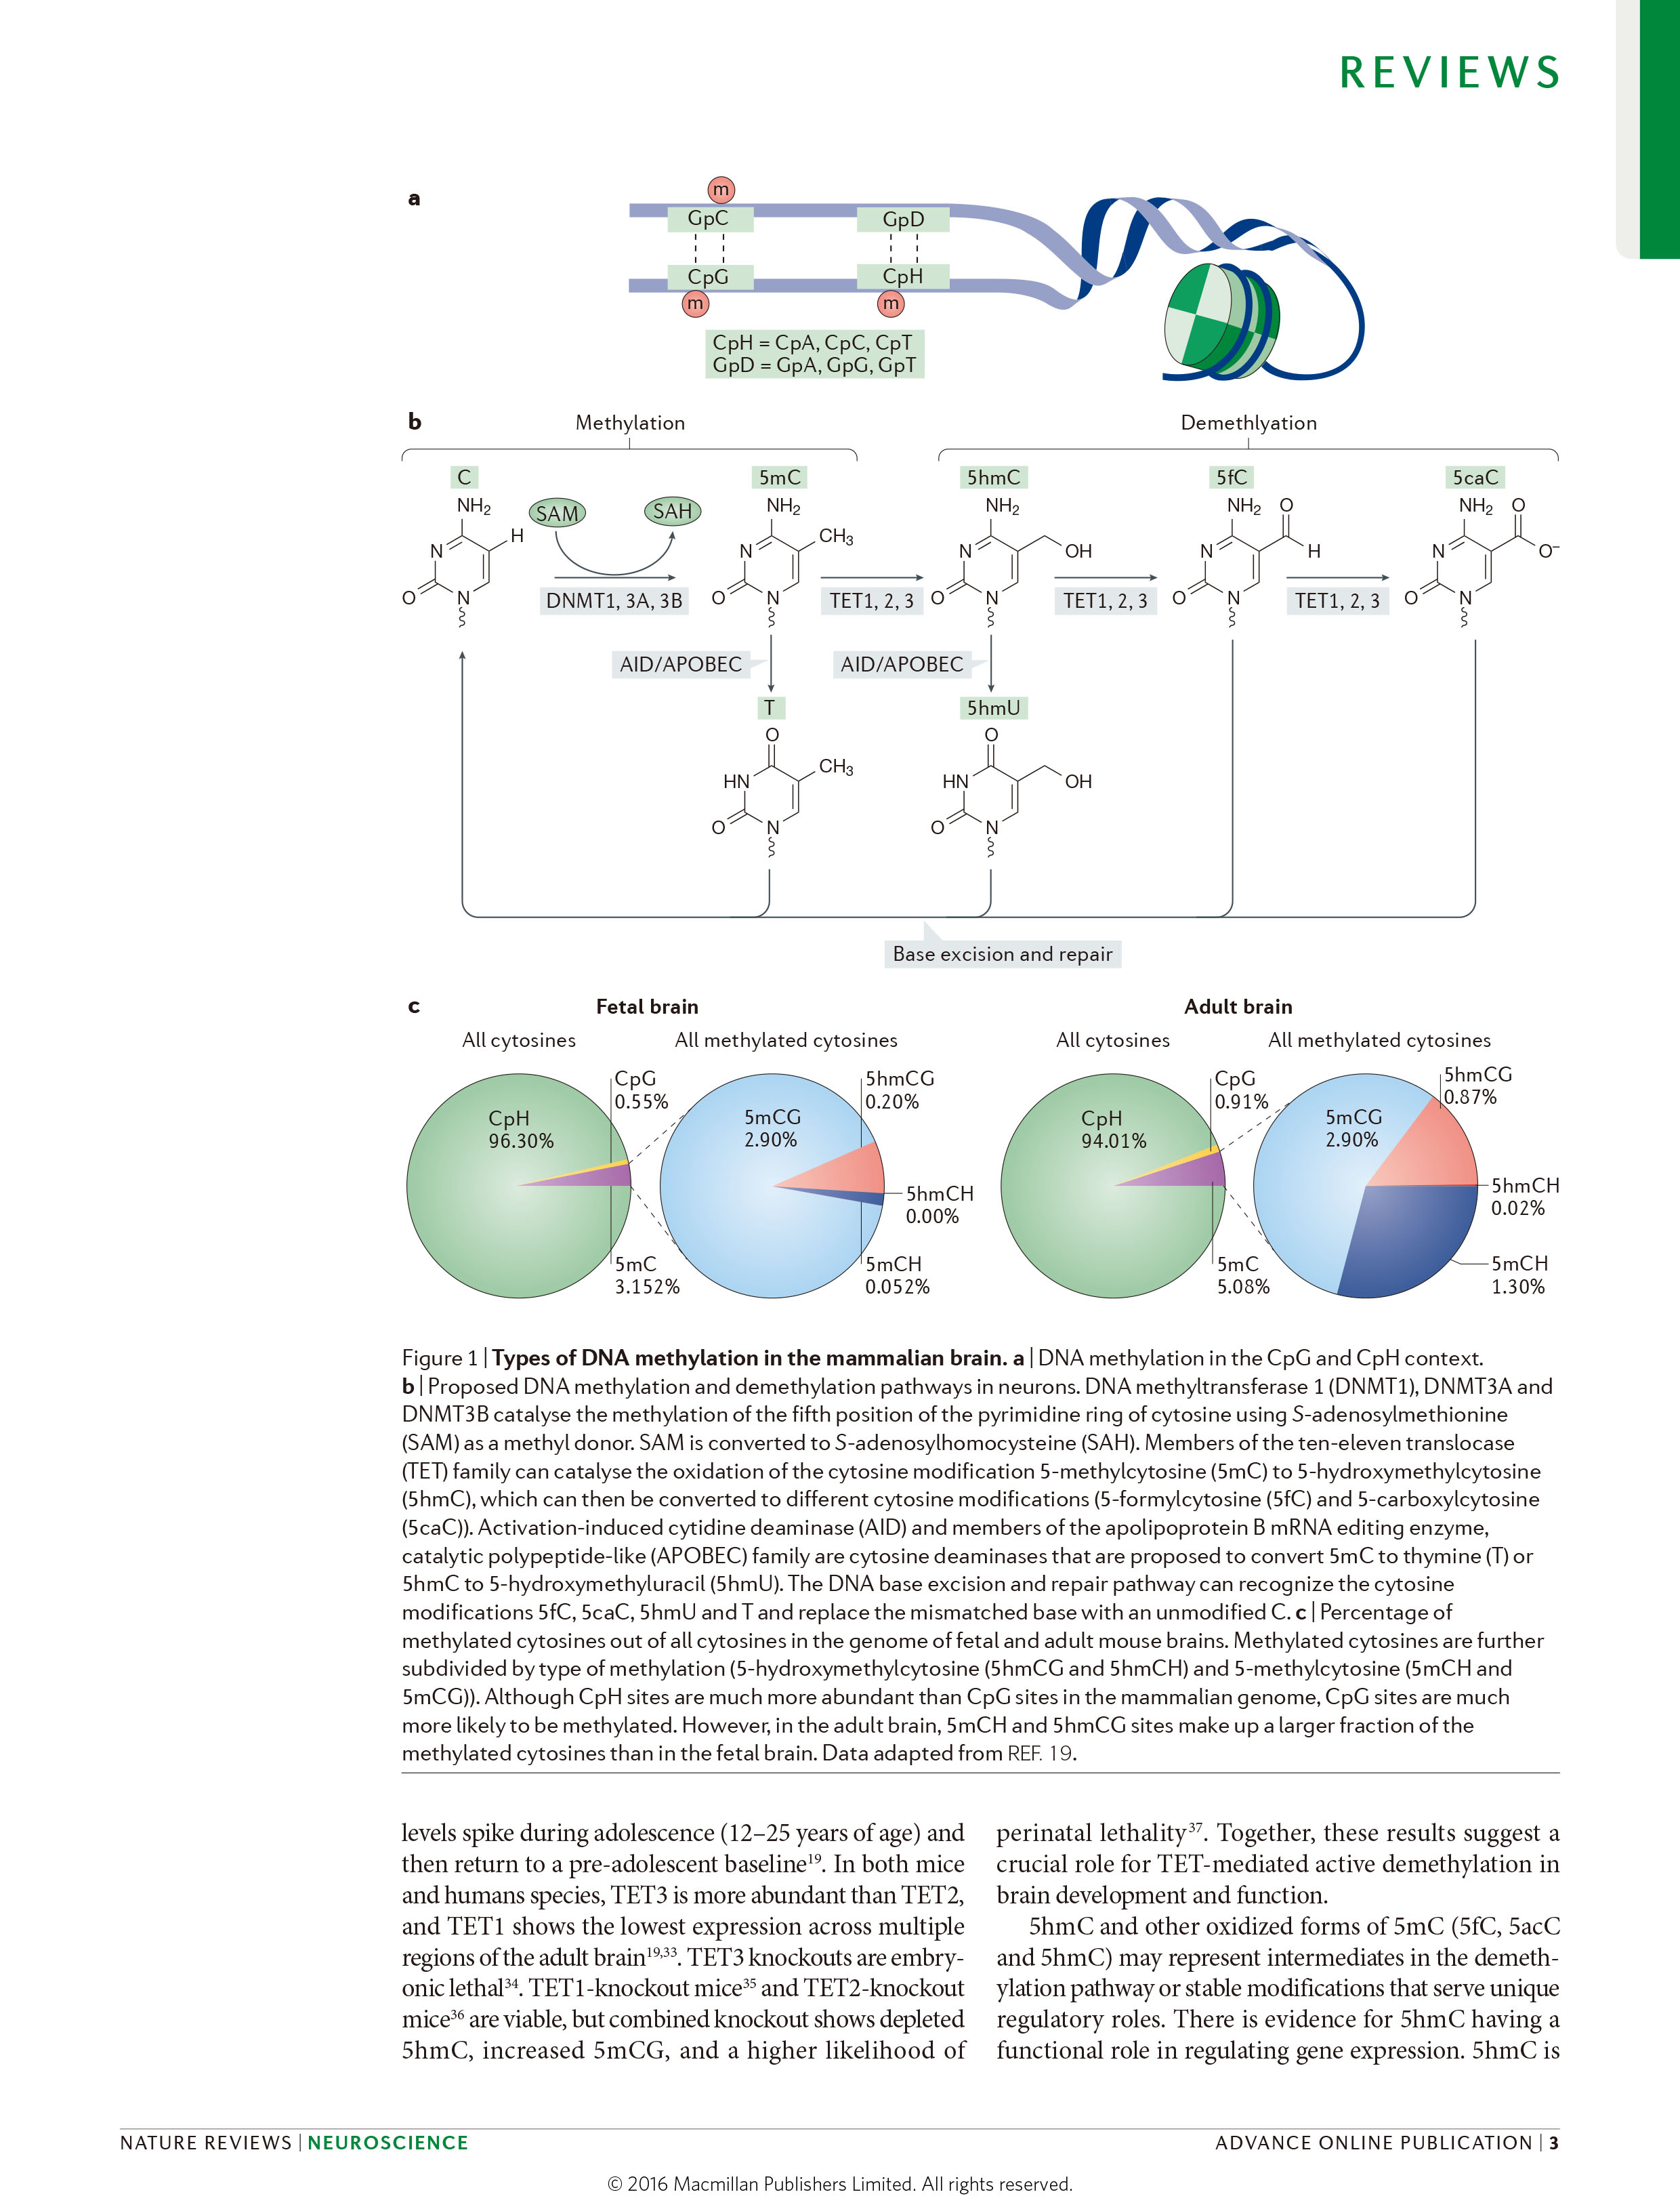 REVIEWS
a
m
GpC
GpD
CpG
CpH
m
m
CpH = CpA, CpC, CpT
GpD = GpA, GpG, GpT
b
Methylation
Demethlyation
C
5mC
5hmC
5fC
5caC
NH2
SAM
SAH
NH2
NH2
NH2
O
NH2
O
H
CH3
N
N
N
OH
N
H
N
O–
O
N
DNMT1, 3A, 3B
O
N
TET1, 2, 3
O
N
TET1, 2, 3
O
N
TET1, 2, 3
O
N
AID/APOBEC
AID/APOBEC
T
5hmU
O
O
CH3
HN
HN
OH
O
N
O
N
Base excision and repair
c
Fetal brain
Adult brain
All cytosines
All methylated cytosines
All cytosines
All methylated cytosines
CpH
96.30%
CpG
0.55%
5mC
3.152%
5mCG
2.90%
5hmCG
0.20%
5hmCH
0.00%
5mCH
0.052%
CpH
94.01%
CpG
0.91%
5mC
5.08%
5mCG
2.90%
5hmCG
0.87%
5hmCH
0.02%
5mCH
1.30%
Figure 1 | Types of DNA methylation in the mammalian brain. a | DNA methylation in the CpG and CpH context.
b | Proposed DNA methylation and demethylation pathways in neurons. DNA methyltransferase 1 (DNMT1), DNMT3A and
DNMT3B catalyse the methylation of the fifth position of the pyrimidine ring of cytosine using S-adenosylmethionine
(SAM) as a methyl donor. SAM is converted to S-adenosylhomocysteine (SAH). Members of the ten-eleven translocase
(TET) family can catalyse the oxidation of the cytosine modification 5-methylcytosine (5mC) to 5-hydroxymethylcytosine
(5hmC), which can then be converted to different cytosine modifications (5-formylcytosine (5fC) and 5-carboxylcytosine
(5caC)). Activation-induced cytidine deaminase (AID) and members of the apolipoprotein B mRNA editing enzyme,
catalytic polypeptide-like (APOBEC) family are cytosine deaminases that are proposed to convert 5mC to thymine (T) or
5hmC to 5-hydroxymethyluracil (5hmU). The DNA base excision and repair pathway can recognize the cytosine
modifications 5fC, 5caC, 5hmU and T and replace the mismatched base with an unmodified C. c | Percentage of
methylated cytosines out of all cytosines in the genome of fetal and adult mouse brains. Methylated cytosines are further
subdivided by type of methylation (5-hydroxymethylcytosine (5hmCG and 5hmCH) and 5-methylcytosine (5mCH and
5mCG)). Although CpH sites are much more abundant than CpG sites in the mammalian genome, CpG sites are much
more likely to be methylated. However, in the adult brain, 5mCH and 5hmCG sites make up a larger fraction of the
methylated cytosines than in the fetal brain. Data adapted from REF. 19.
levels spike during adolescence (12–25 years of age) and
then return to a pre-adolescent baseline19. In both mice
and humans species, TET3 is more abundant than TET2,
and TET1 shows the lowest expression across multiple
regions of the adult brain19,33. TET3 knockouts are embry-
onic lethal34. TET1-knockout mice35 and TET2-knockout
mice36 are viable, but combined knockout shows depleted
5hmC, increased 5mCG, and a higher likelihood of
perinatal lethality37. Together, these results suggest a
crucial role for TET-mediated active demethylation in
brain development and function.
5hmC and other oxidized forms of 5mC (5fC, 5acC
and 5hmC) may represent intermediates in the demeth-
ylation pathway or stable modifications that serve unique
regulatory roles. There is evidence for 5hmC having a
functional role in regulating gene expression. 5hmC is
NATURE REVIEWS | NEUROSCIENCE
ADVANCE ONLINE PUBLICATION | 3
© 2016 Macmillan Publishers Limited. All rights reserved.